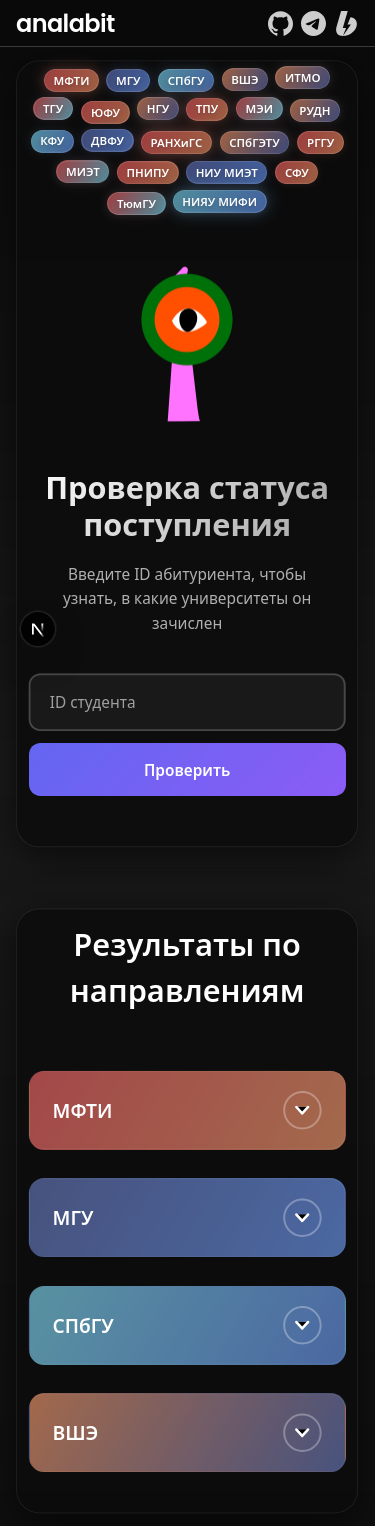 analabit
МФТИ МГУ СПбГУ ВШЭ ИТМО
ТГУ ЮФУ НГУ ТПУ МЭИ РУДН
КФУ ДВФУ РАНХиГС СПбГЭТУ РГГУ
МИЭТ ПНИПУ НИУ МИЭТ СФУ
ТюмГУ НИЯУ МИФИ
Проверка статуса
поступления
Введите ID абитуриента, чтобы
узнать, в какие университеты он
зачислен
N
ID студента
Проверить
Результаты по
направлениям
МФТИ
МГУ
СПбГУ
ВШЭ